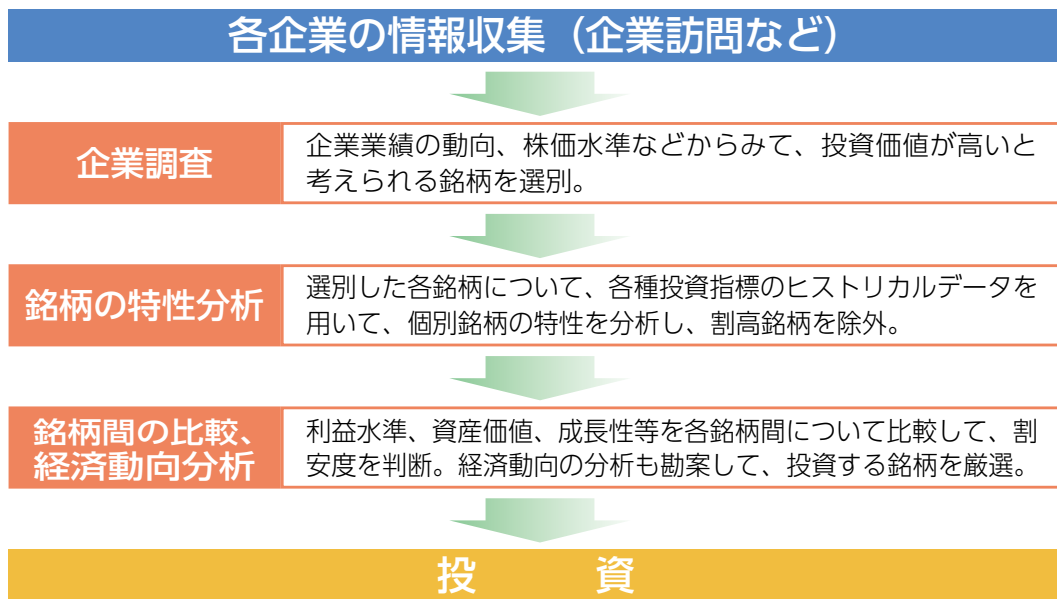 各企業の情報収集（企業訪問など）
企業調査
企業業績の動向、株価水準などからみて、投資価値が高いと
考えられる銘柄を選別。
銘柄の特性分析
選別した各銘柄について、各種投資指標のヒストリカルデータを
用いて、個別銘柄の特性を分析し、割高銘柄を除外。
銘柄間の比較、
経済動向分析
利益水準、資産価値、成長性等を各銘柄間について比較して、割
安度を判断。経済動向の分析も勘案して、投資する銘柄を厳選。
投　資